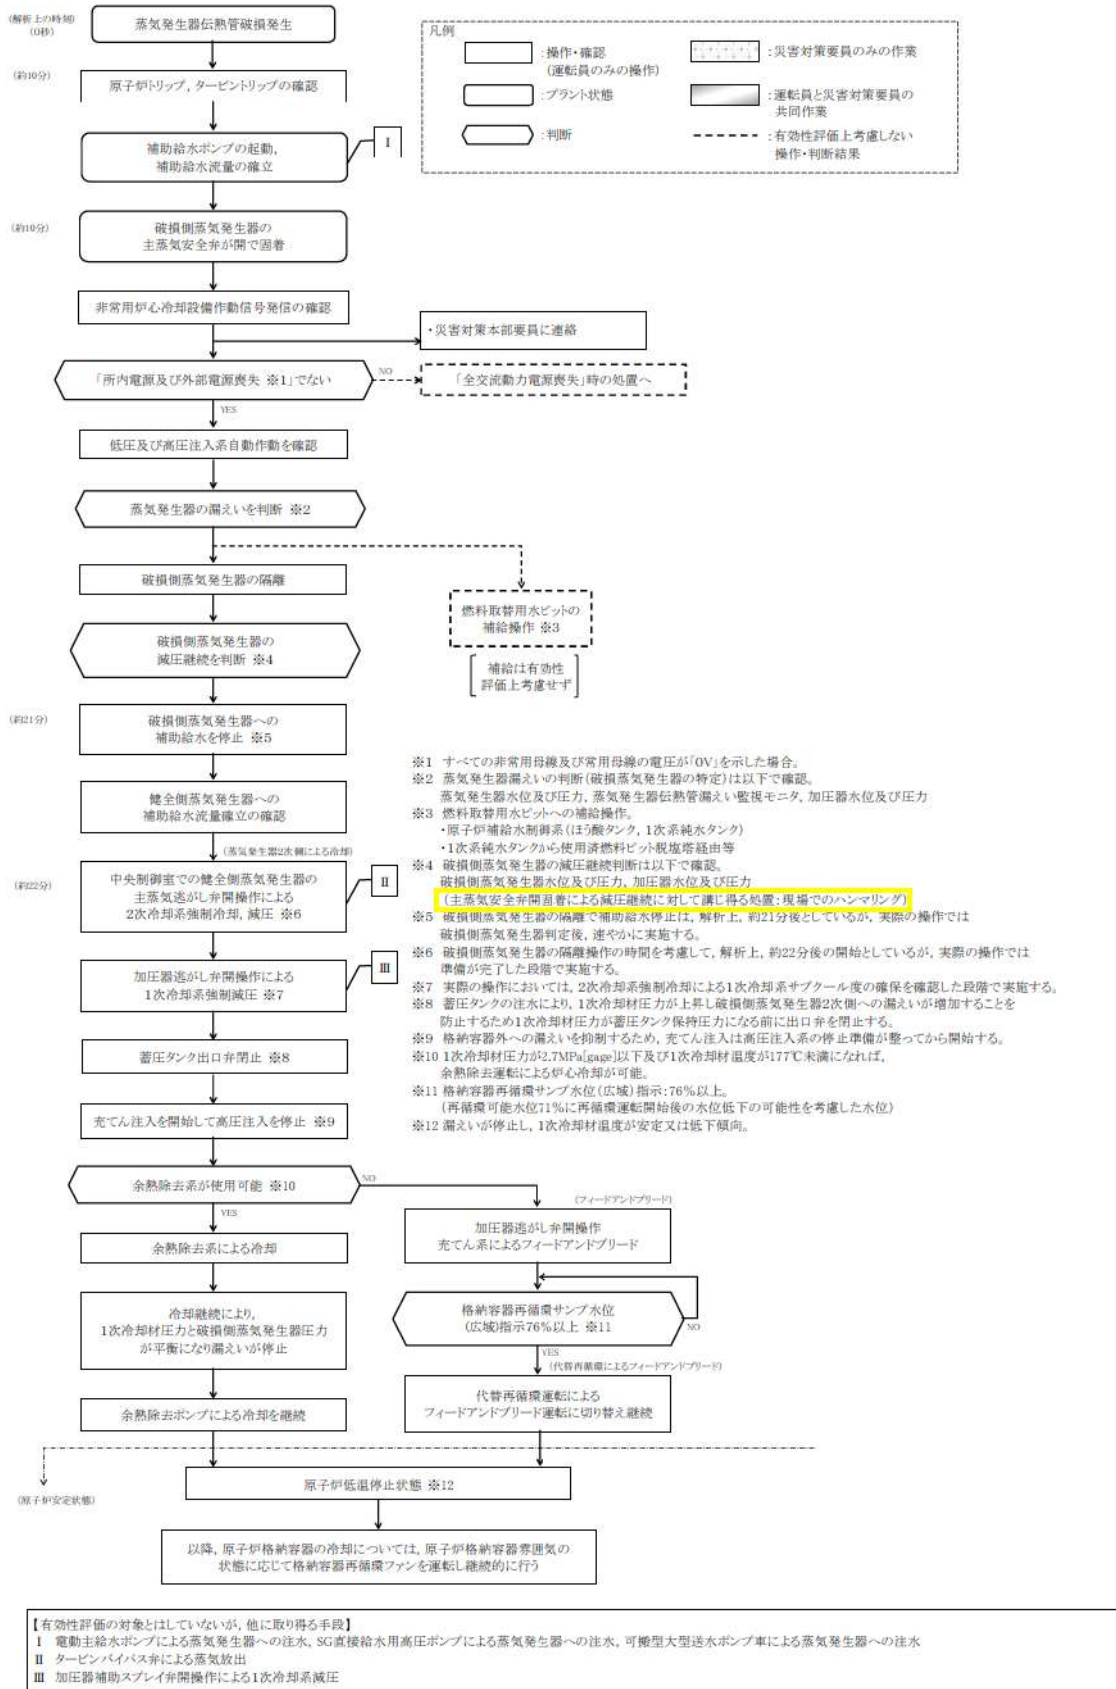 (解析上の時刻)
(0秒)
蒸気発生器伝熱管破損発生
(約10分)
原子炉トリップ，タービントリップの確認
補助給水ポンプの起動，
補助給水流量の確立
Ⅰ
(約10分)
破損側蒸気発生器の
主蒸気安全弁が開で固着
非常用炉心冷却設備作動信号発信の確認
・災害対策本部要員に連絡
「所内電源及び外部電源喪失 ※1」でない
NO
「全交流動力電源喪失」時の処置へ
YES
低圧及び高圧注入系自動作動を確認
蒸気発生器の漏えいを判断 ※2
破損側蒸気発生器の隔離
燃料取替用水ピットの
補給操作 ※3
補給は有効性
評価上考慮せず
破損側蒸気発生器の
減圧継続を判断 ※4
(約21分)
破損側蒸気発生器への
補助給水を停止 ※5
健全側蒸気発生器への
補助給水流量確立の確認
(蒸気発生器2次側による冷却)
(約22分)
中央制御室での健全側蒸気発生器の
主蒸気逃がし弁開操作による
2次冷却系強制冷却，減圧 ※6
Ⅱ
加圧器逃がし弁開操作による
1次冷却系強制減圧 ※7
Ⅲ
蓄圧タンク出口弁閉止 ※8
充てん注入を開始して高圧注入を停止 ※9
余熱除去系が使用可能 ※10
NO
YES
(フィードアンドブリード)
余熱除去系による冷却
加圧器逃がし弁開操作
充てん系によるフィードアンドブリード
冷却継続により，
1次冷却材圧力と破損側蒸気発生器圧力
が平衡になり漏えいが停止
格納容器再循環サンプ水位
(広域)指示76%以上 ※11
NO
YES
(代替再循環によるフィードアンドブリード)
余熱除去ポンプによる冷却を継続
代替再循環運転による
フィードアンドブリード運転に切り替え継続
(原子炉安定状態)
原子炉低温停止状態 ※12
以降，原子炉格納容器の冷却については，原子炉格納容器雰囲気の
状態に応じて格納容器再循環ファンを運転し継続的に行う
凡例
：操作・確認
(運転員のみの操作)
：プラント状態
：判断
：災害対策要員のみの作業
：運転員と災害対策要員の
共同作業
：有効性評価上考慮しない
操作・判断結果
※1 すべての非常用母線及び常用母線の電圧が「0V」を示した場合。
※2 蒸気発生器漏えいの判断(破損蒸気発生器の特定)は以下で確認。
蒸気発生器水位及び圧力，蒸気発生器伝熱管漏えい監視モニタ，加圧器水位及び圧力
※3 燃料取替用水ピットへの補給操作。
・原子炉補給水制御系(ほう酸タンク，1次系純水タンク)
・1次系純水タンクから使用済燃料ピット脱塩塔経由等
※4 破損側蒸気発生器の減圧継続判断は以下で確認。
破損側蒸気発生器水位及び圧力，加圧器水位及び圧力
(主蒸気安全弁開固着による減圧継続に対して講じ得る処置：現場でのハンマリング)
※5 破損側蒸気発生器の隔離で補助給水停止は，解析上，約21分後としているが，実際の操作では
破損側蒸気発生器判定後，速やかに実施する。
※6 破損側蒸気発生器の隔離操作の時間を考慮して，解析上，約22分後の開始としているが，実際の操作では
準備が完了した段階で実施する。
※7 実際の操作においては，2次冷却系強制冷却による1次冷却系サブクール度の確保を確認した段階で実施する。
※8 蓄圧タンクの注水により，1次冷却材圧力が上昇し破損側蒸気発生器2次側への漏えいが増加することを
防止するため1次冷却材圧力が蓄圧タンク保持圧力になる前に出口弁を閉止する。
※9 格納容器外への漏えいを抑制するため，充てん注入は高圧注入系の停止準備が整ってから開始する。
※10 1次冷却材圧力が2.7MPa[gage]以下及び1次冷却材温度が177℃未満になれば，
余熱除去運転による炉心冷却が可能。
※11 格納容器再循環サンプ水位(広域)指示：76%以上。
(再循環可能水位71%に再循環運転開始後の水位低下の可能性を考慮した水位)
※12 漏えいが停止し，1次冷却材温度が安定又は低下傾向。
【有効性評価の対象とはしていないが，他に取り得る手段】
Ⅰ 電動主給水ポンプによる蒸気発生器への注水，SG直接給水用高圧ポンプによる蒸気発生器への注水，可搬型大型送水ポンプ車による蒸気発生器への注水
Ⅱ タービンバイパス弁による蒸気放出
Ⅲ 加圧器補助スプレイ弁開操作による1次冷却系減圧